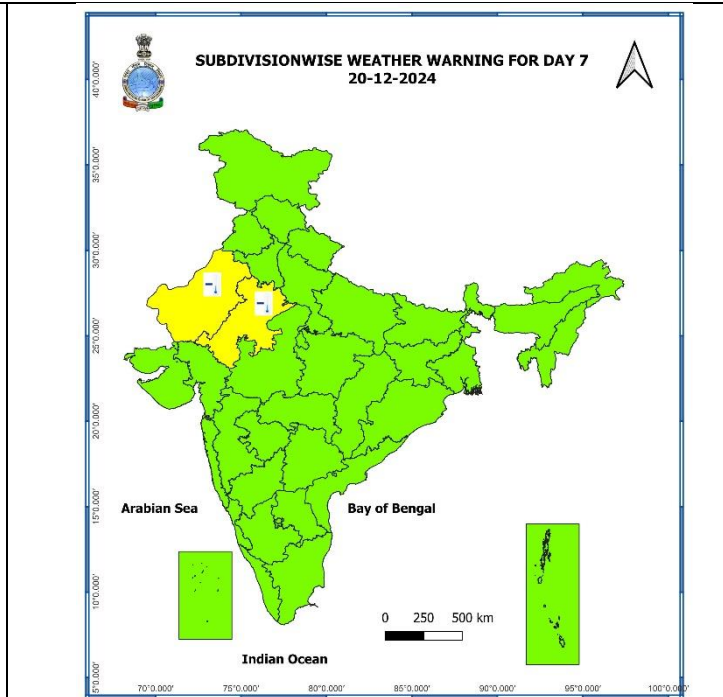 SUBDIVISIONWISE WEATHER WARNING FOR DAY 7
20-12-2024
40°0.000'
35°0.000'
30°0.000'
25°0.000'
20°0.000'
15°0.000'
10°0.000'
5°0.000'
Arabian Sea
Bay of Bengal
0 250 500 km
Indian Ocean
70°0.000' 75°0.000' 80°0.000' 85°0.000' 90°0.000' 95°0.000' 100°0.000'